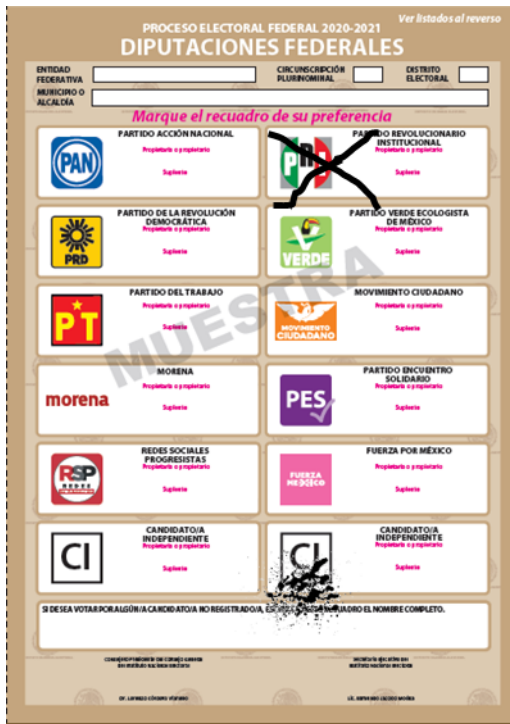 Ver listados al reverso
PROCESO ELECTORAL FEDERAL 2020-2021
DIPUTACIONES FEDERALES
ENTIDAD FEDERATIVA
CIRCUNSCRIPCIÓN PLURINOMINAL
DISTRITO ELECTORAL
MUNICIPIO O ALCALDÍA
Marque el recuadro de su preferencia
PAN
PARTIDO ACCIÓN NACIONAL
Propietaria o propietario
Suplente
PRI
REVOLUCIONARIO
INSTITUCIONAL
Propietaria o propietario
Suplente
PRD
PARTIDO DE LA REVOLUCIÓN
DEMOCRÁTICA
Propietaria o propietario
Suplente
VERDE
PARTIDO VERDE ECOLOGISTA
DE MÉXICO
Propietaria o propietario
Suplente
MUESTRA
PT
PARTIDO DEL TRABAJO
Propietaria o propietario
Suplente
MOVIMIENTO
CIUDADANO
MOVIMIENTO CIUDADANO
Propietaria o propietario
Suplente
morena
MORENA
Propietaria o propietario
Suplente
PES
PARTIDO ENCUENTRO
SOLIDARIO
Propietaria o propietario
Suplente
RSP
REDES
REDES SOCIALES
PROGRESISTAS
Propietaria o propietario
Suplente
FUERZA
MEXICO
FUERZA POR MÉXICO
Propietaria o propietario
Suplente
CI
CANDIDATO/A
INDEPENDIENTE
Propietaria o propietario
Suplente
CI
CANDIDATO/A
INDEPENDIENTE
Propietaria o propietario
Suplente
SI DESEA VOTAR POR ALGÚN/A CANDIDATO/A NO REGISTRADO/A, EL NOMBRE COMPLETO.